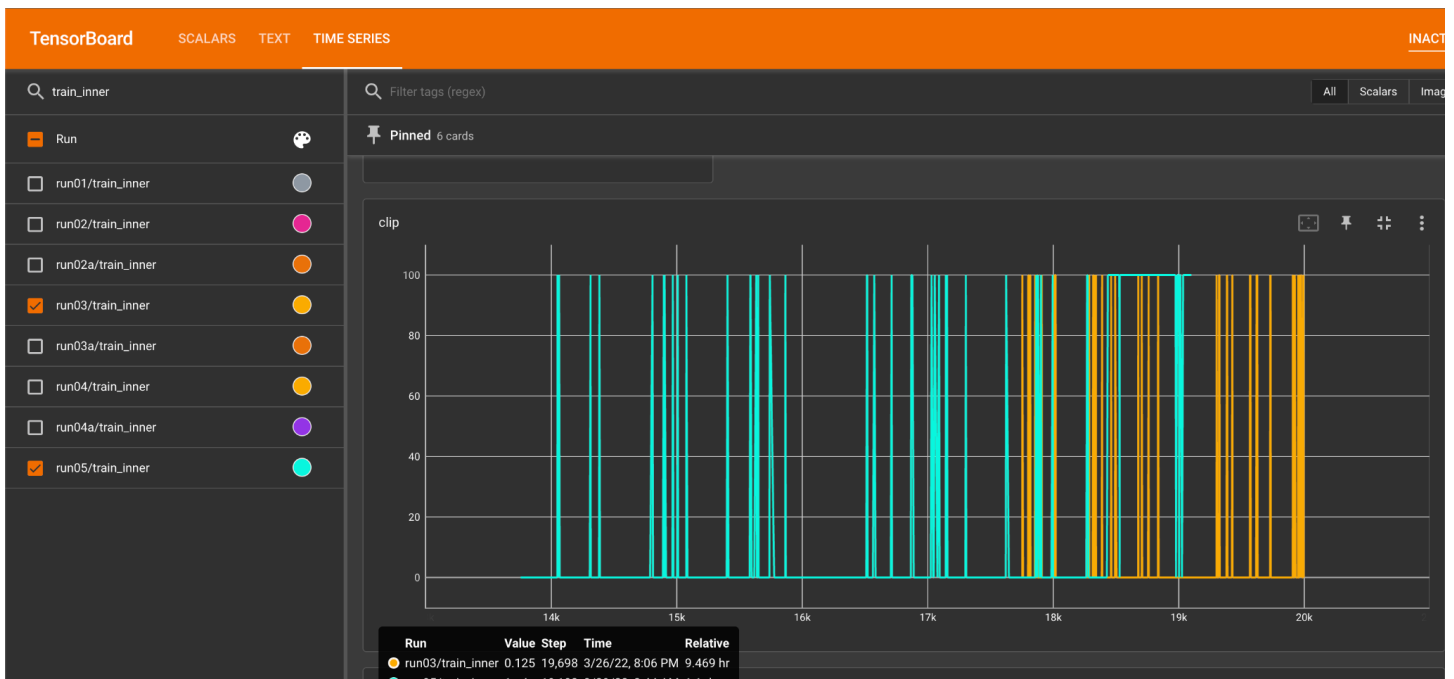 TensorBoard SCALARS TEXT TIME SERIES
train_inner
Run
run01/train_inner
run02/train_inner
run02a/train_inner
run03/train_inner
run03a/train_inner
run04/train_inner
run04a/train_inner
run05/train_inner
Filter tags (regex) All Scalars
Pinned 6 cards
clip
100
80
60
40
20
0
14k 15k 16k 17k 18k 19k 20k
Run Value Step Time Relative
run03/train_inner 0.125 19,698 3/26/22, 8:06 PM 9.469 hr